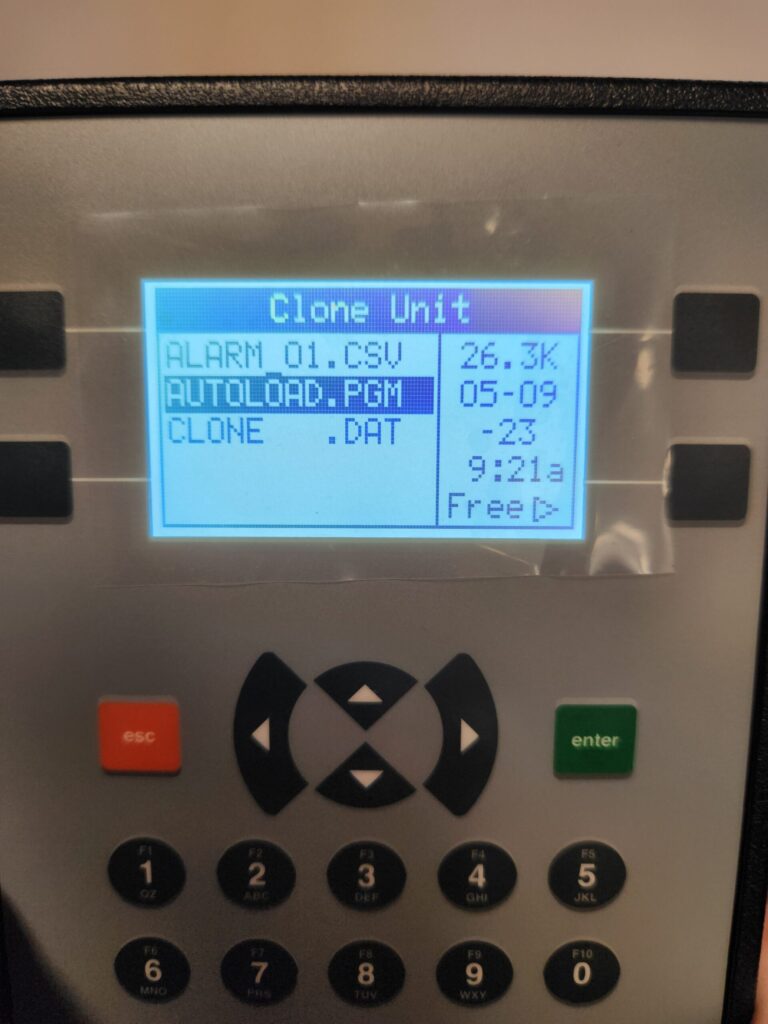 Clone Unit
ALARM_01.CSV 26.3K
AUTOLOAD.PGM 05-09
CLONE .DAT -23
9:21a
Free
esc
enter
F1 F2 F3 F4 F5
1 2 3 4 5
QZ ABC DEF GHI JKL
F6 F7 F8 F9 F10
6 7 8 9 0
MNO PRS TUV WXY